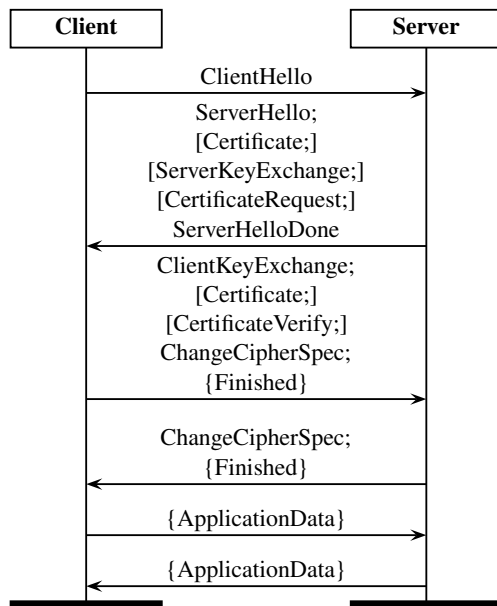 Client
Server
ClientHello
ServerHello;
[Certificate;]
[ServerKeyExchange;]
[CertificateRequest;]
ServerHelloDone
ClientKeyExchange;
[Certificate;]
[CertificateVerify;]
ChangeCipherSpec;
{Finished}
ChangeCipherSpec;
{Finished}
{ApplicationData}
{ApplicationData}